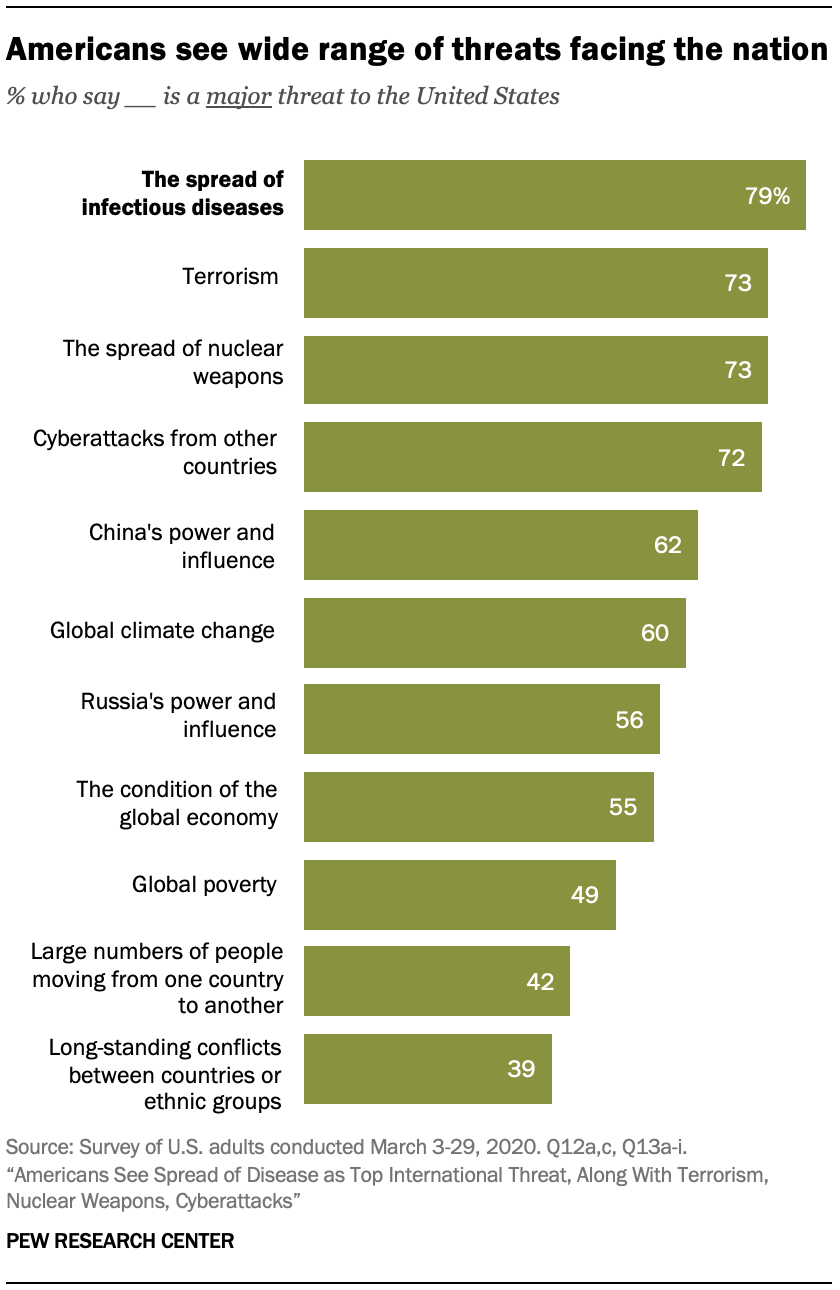 Americans see wide range of threats facing the nation
% who say __ is a major threat to the United States
The spread of
infectious diseases
79%
Terrorism
73
The spread of nuclear
weapons
73
Cyberattacks from other
countries
72
China's power and
influence
62
Global climate change
60
Russia's power and
influence
56
The condition of the
global economy
55
Global poverty
49
Large numbers of people
moving from one country
to another
42
Long-standing conflicts
between countries or
ethnic groups
39
Source: Survey of U.S. adults conducted March 3-29, 2020. Q12a,c, Q13a-i.
“Americans See Spread of Disease as Top International Threat, Along With Terrorism,
Nuclear Weapons, Cyberattacks”
PEW RESEARCH CENTER